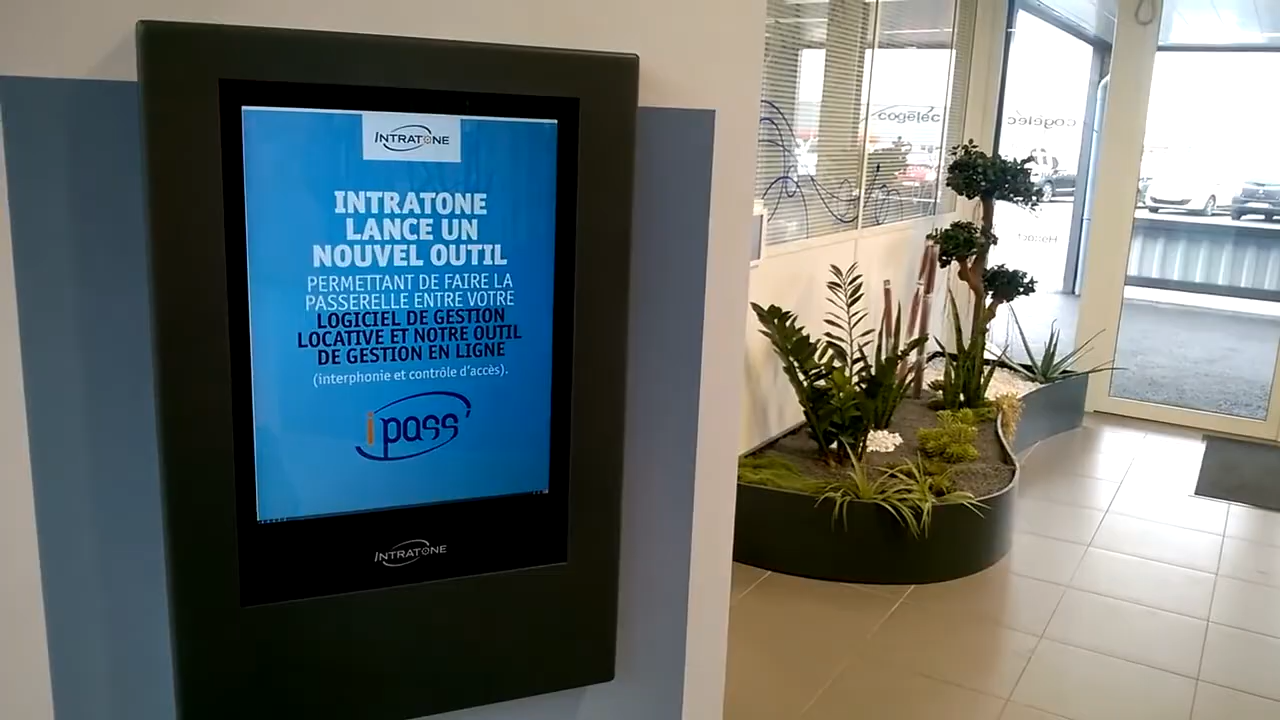 INTRATONE
INTRATONE
LANCE UN
NOUVEL OUTIL
PERMETTANT DE FAIRE LA
PASSERELLE ENTRE VOTRE
LOGICIEL DE GESTION
LOCATIVE ET NOTRE OUTIL
DE GESTION EN LIGNE
(interphonie et contrôle d'accès).
ipass
INTRATONE
cogelec
cogelec